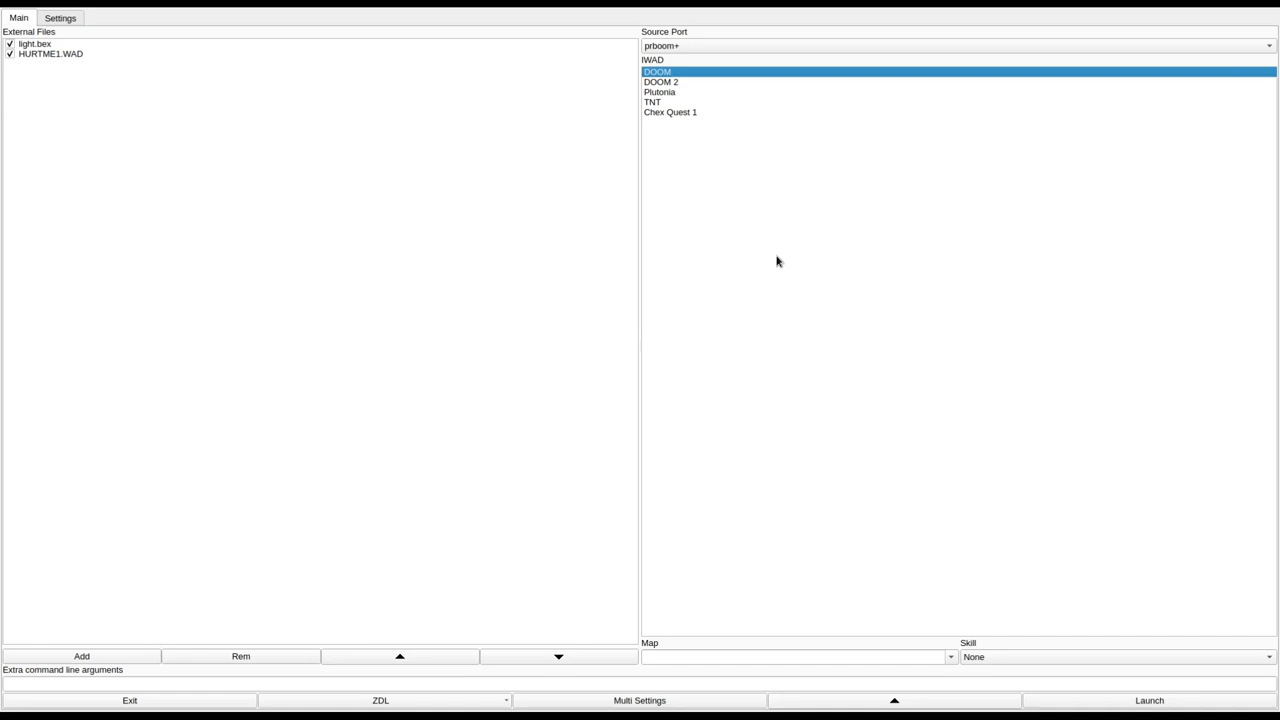 Main Settings
External Files
light.bex
HURTME1.WAD
Source Port
prboom+
IWAD
DOOM
DOOM 2
Plutonia
TNT
Chex Quest 1
Add Rem
Map Skill
None
Extra command line arguments
Exit ZDL Multi Settings Launch